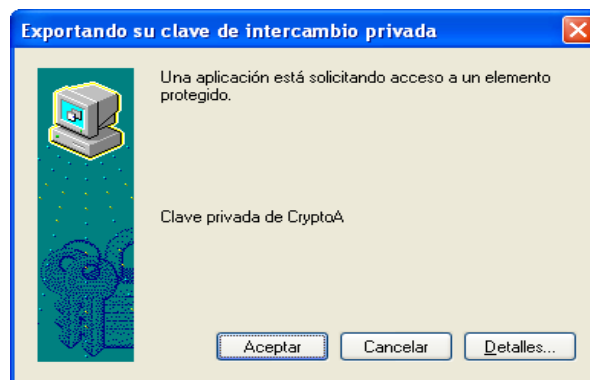 Exportando su clave de intercambio privada
Una aplicación está solicitando acceso a un elemento
protegido.
Clave privada de CryptoA
Aceptar Cancelar Detalles...